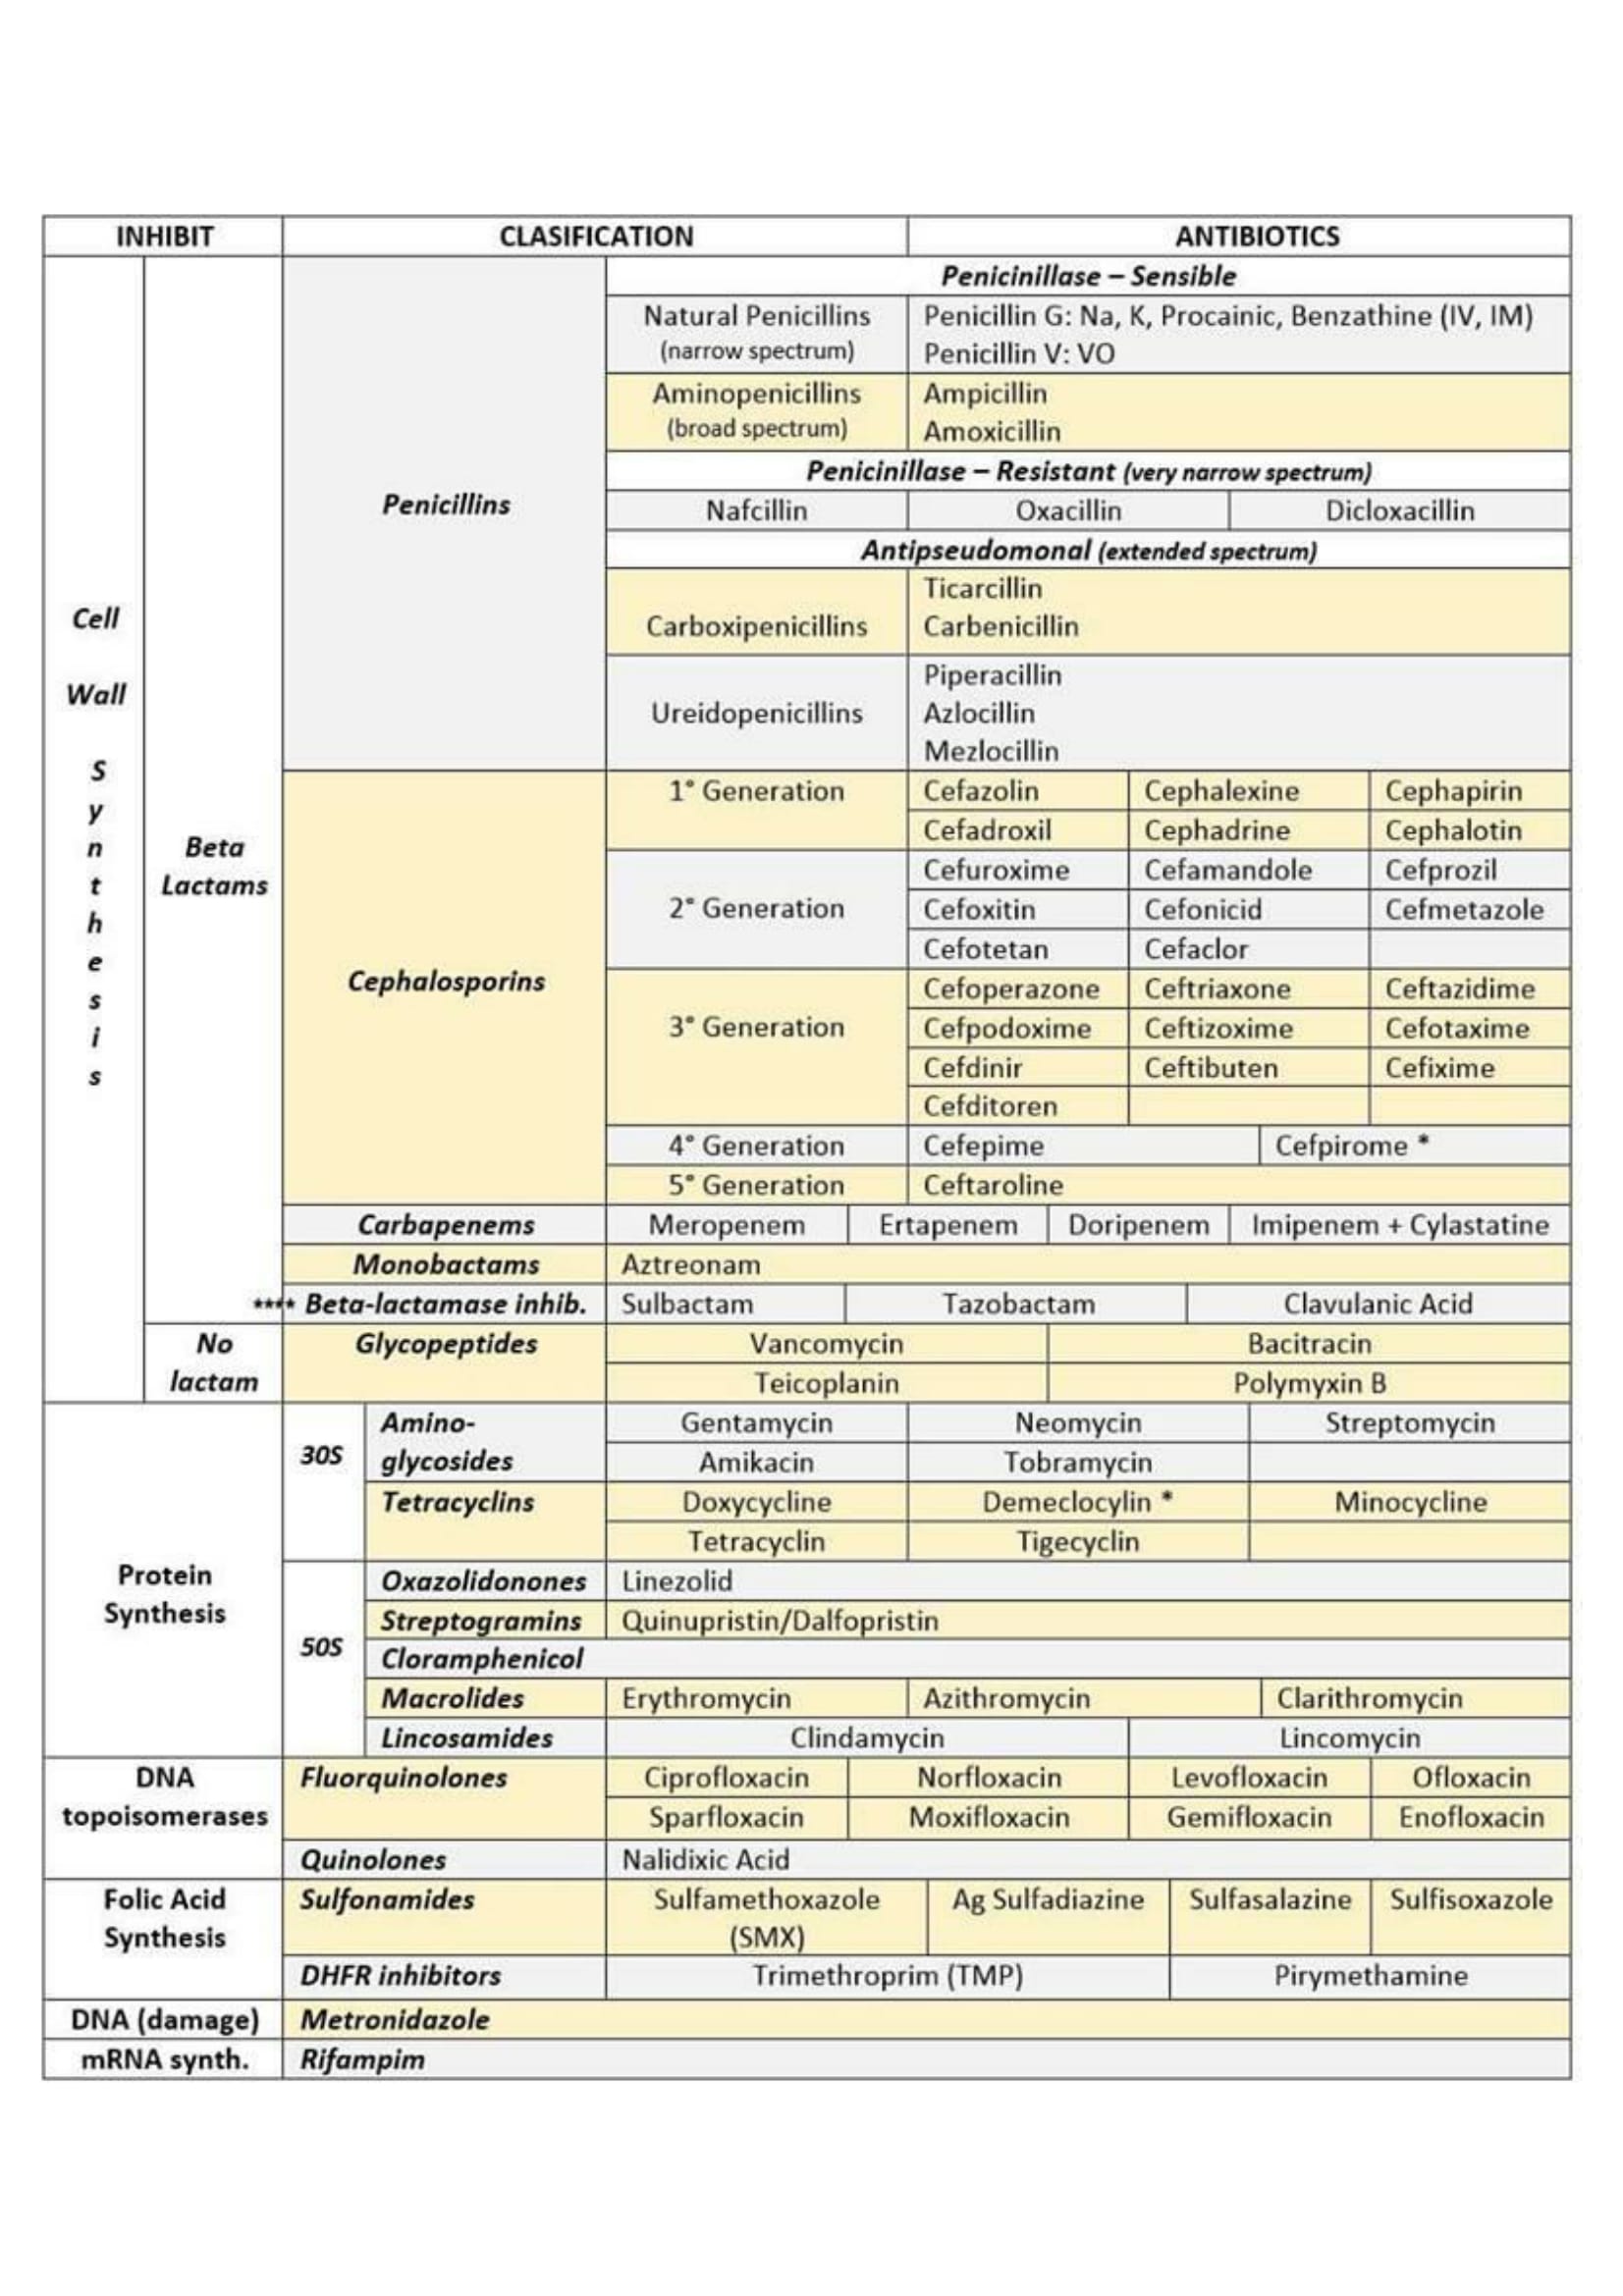 INHIBIT CLASIFICATION ANTIBIOTICS
Cell
Wall
S
y
n
t
h
e
s
i
s
Beta
Lactams
Penicillins
Penicinillase – Sensible
Natural Penicillins
(narrow spectrum)
Penicillin G: Na, K, Procainic, Benzathine (IV, IM)
Penicillin V: VO
Aminopenicillins
(broad spectrum)
Ampicillin
Amoxicillin
Penicinillase – Resistant (very narrow spectrum)
Nafcillin Oxacillin Dicloxacillin
Antipseudomonal (extended spectrum)
Carboxipenicillins
Ticarcillin
Carbenicillin
Ureidopenicillins
Piperacillin
Azlocillin
Mezlocillin
Cephalosporins
1° Generation
Cefazolin Cephalexine Cephapirin
Cefadroxil Cephadrine Cephalotin
2° Generation
Cefuroxime Cefamandole Cefprozil
Cefoxitin Cefonicid Cefmetazole
Cefotetan Cefaclor
3° Generation
Cefoperazone Ceftriaxone Ceftazidime
Cefpodoxime Ceftizoxime Cefotaxime
Cefdinir Ceftibuten Cefixime
Cefditoren
4° Generation Cefepime Cefpirome *
5° Generation Ceftaroline
Carbapenems Meropenem Ertapenem Doripenem Imipenem + Cylastatine
Monobactams Aztreonam
**** Beta-lactamase inhib. Sulbactam Tazobactam Clavulanic Acid
No
lactam
Glycopeptides
Vancomycin Bacitracin
Teicoplanin Polymyxin B
Protein
Synthesis
30S
Amino-
glycosides
Gentamycin Neomycin Streptomycin
Amikacin Tobramycin
Tetracyclins
Doxycycline Demeclocylin * Minocycline
Tetracyclin Tigecyclin
50S
Oxazolidonones Linezolid
Streptogramins Quinupristin/Dalfopristin
Cloramphenicol
Macrolides Erythromycin Azithromycin Clarithromycin
Lincosamides Clindamycin Lincomycin
DNA
topoisomerases
Fluorquinolones
Ciprofloxacin Norfloxacin Levofloxacin Ofloxacin
Sparfloxacin Moxifloxacin Gemifloxacin Enofloxacin
Quinolones Nalidixic Acid
Folic Acid
Synthesis
Sulfonamides
Sulfamethoxazole
(SMX)
Ag Sulfadiazine Sulfasalazine Sulfisoxazole
DHFR inhibitors Trimethroprim (TMP) Pirymethamine
DNA (damage) Metronidazole
mRNA synth. Rifampim